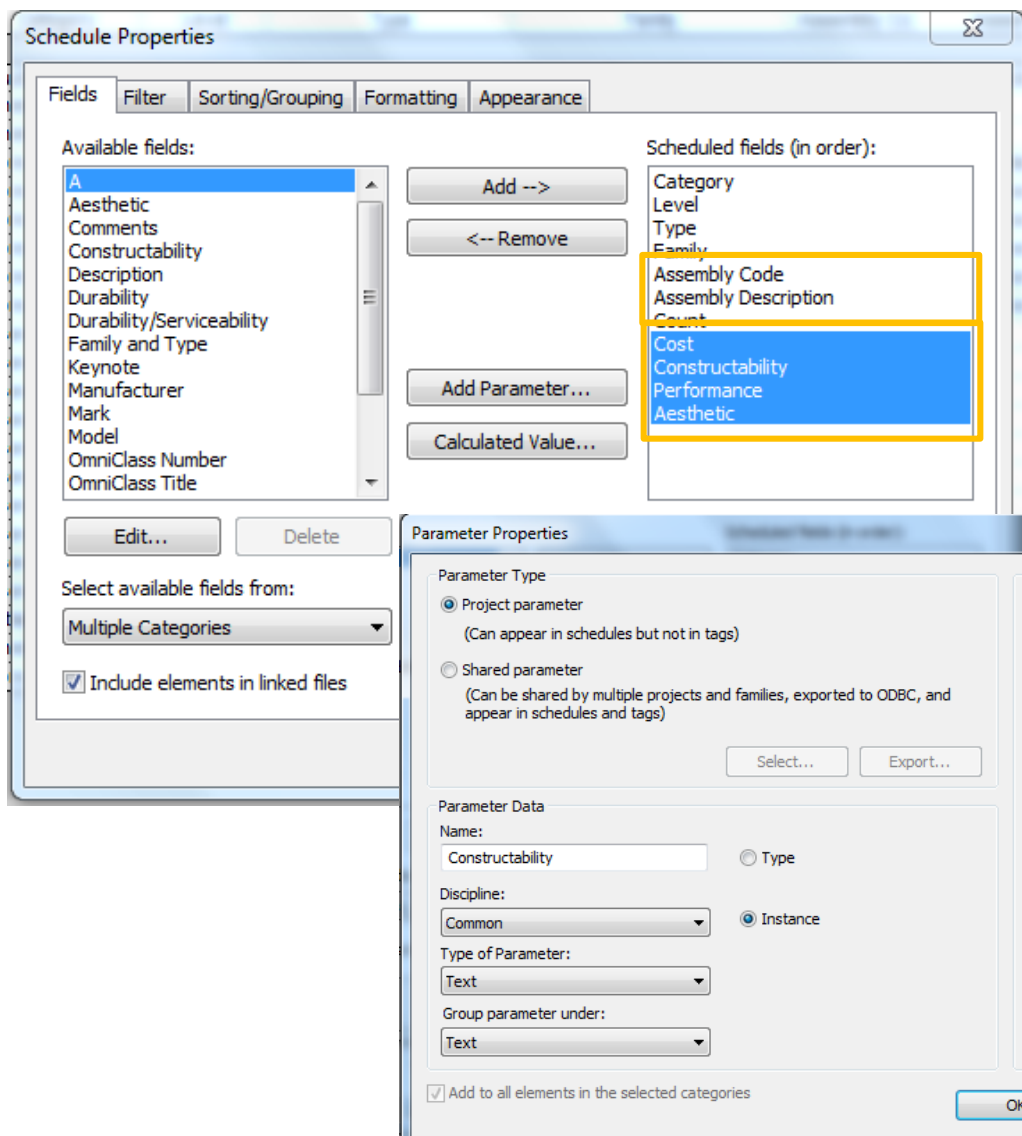 Schedule Properties
Fields
Filter
Sorting/Grouping
Formatting
Appearance
Available fields:
A
Aesthetic
Comments
Constructability
Description
Durability
Durability/Serviceability
Family and Type
Keynote
Manufacturer
Mark
Model
OmniClass Number
OmniClass Title
Add -->
<-- Remove
Add Parameter...
Calculated Value...
Scheduled fields (in order):
Category
Level
Type
Family
Assembly Code
Assembly Description
Count
Cost
Constructability
Performance
Aesthetic
Edit...
Delete
Select available fields from:
Multiple Categories
Include elements in linked files
Parameter Properties
Parameter Type
Project parameter
(Can appear in schedules but not in tags)
Shared parameter
(Can be shared by multiple projects and families, exported to ODBC, and
appear in schedules and tags)
Select...
Export...
Parameter Data
Name:
Constructability
Type
Discipline:
Common
Instance
Type of Parameter:
Text
Group parameter under:
Text
Add to all elements in the selected categories
OK